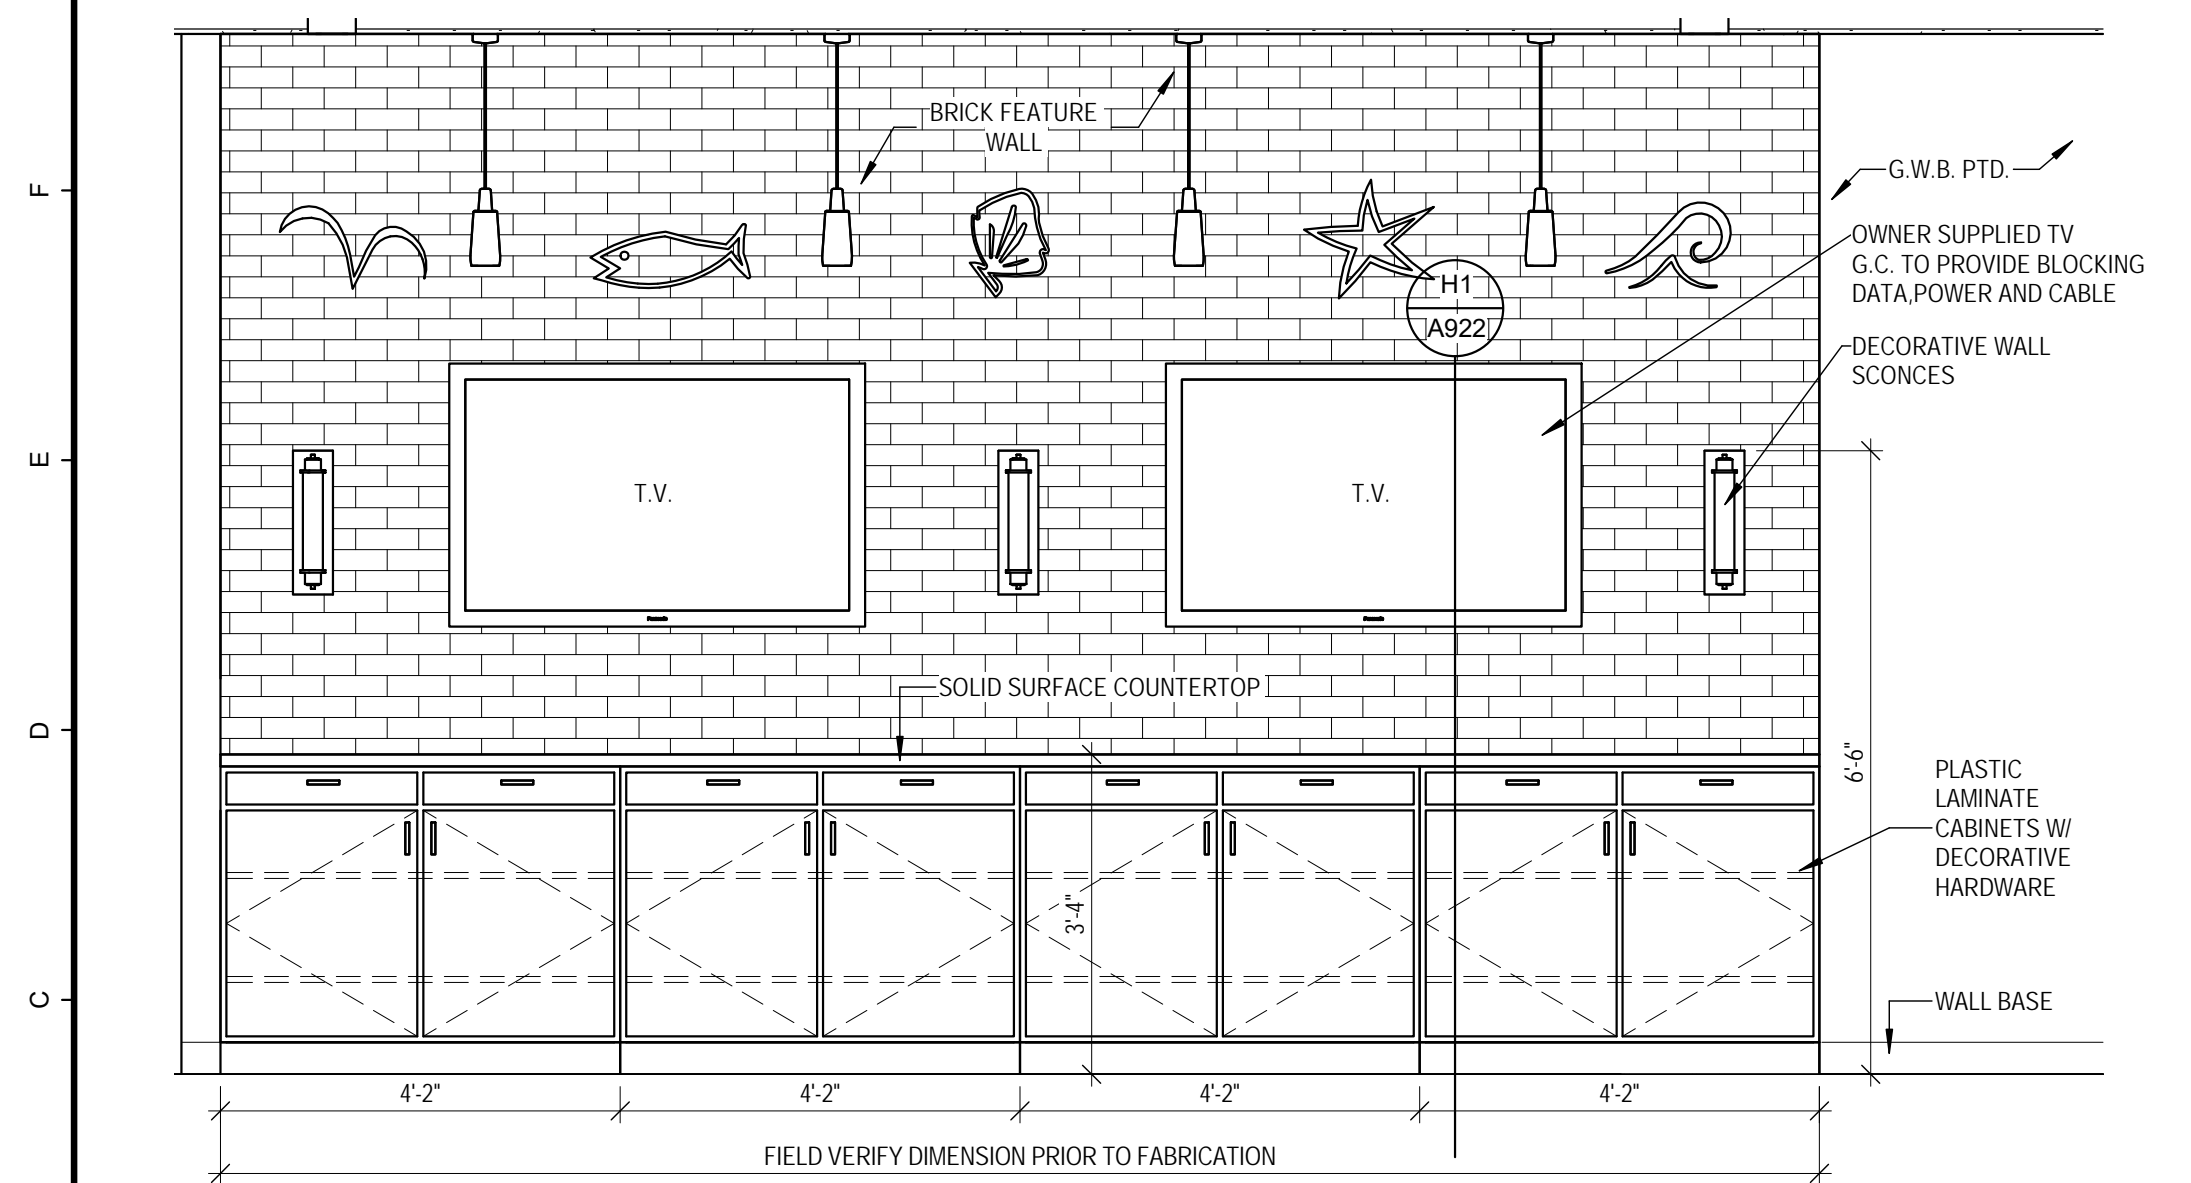 BRICK FEATURE
WALL
F
G.W.B. PTD.
OWNER SUPPLIED TV
G.C. TO PROVIDE BLOCKING
DATA,POWER AND CABLE
H1
A922
DECORATIVE WALL
SCONCES
E
T.V.
T.V.
SOLID SURFACE COUNTERTOP
D
6'-6"
PLASTIC
LAMINATE
CABINETS W/
DECORATIVE
HARDWARE
3'-4"
C
WALL BASE
4'-2"
4'-2"
4'-2"
4'-2"
FIELD VERIFY DIMENSION PRIOR TO FABRICATION